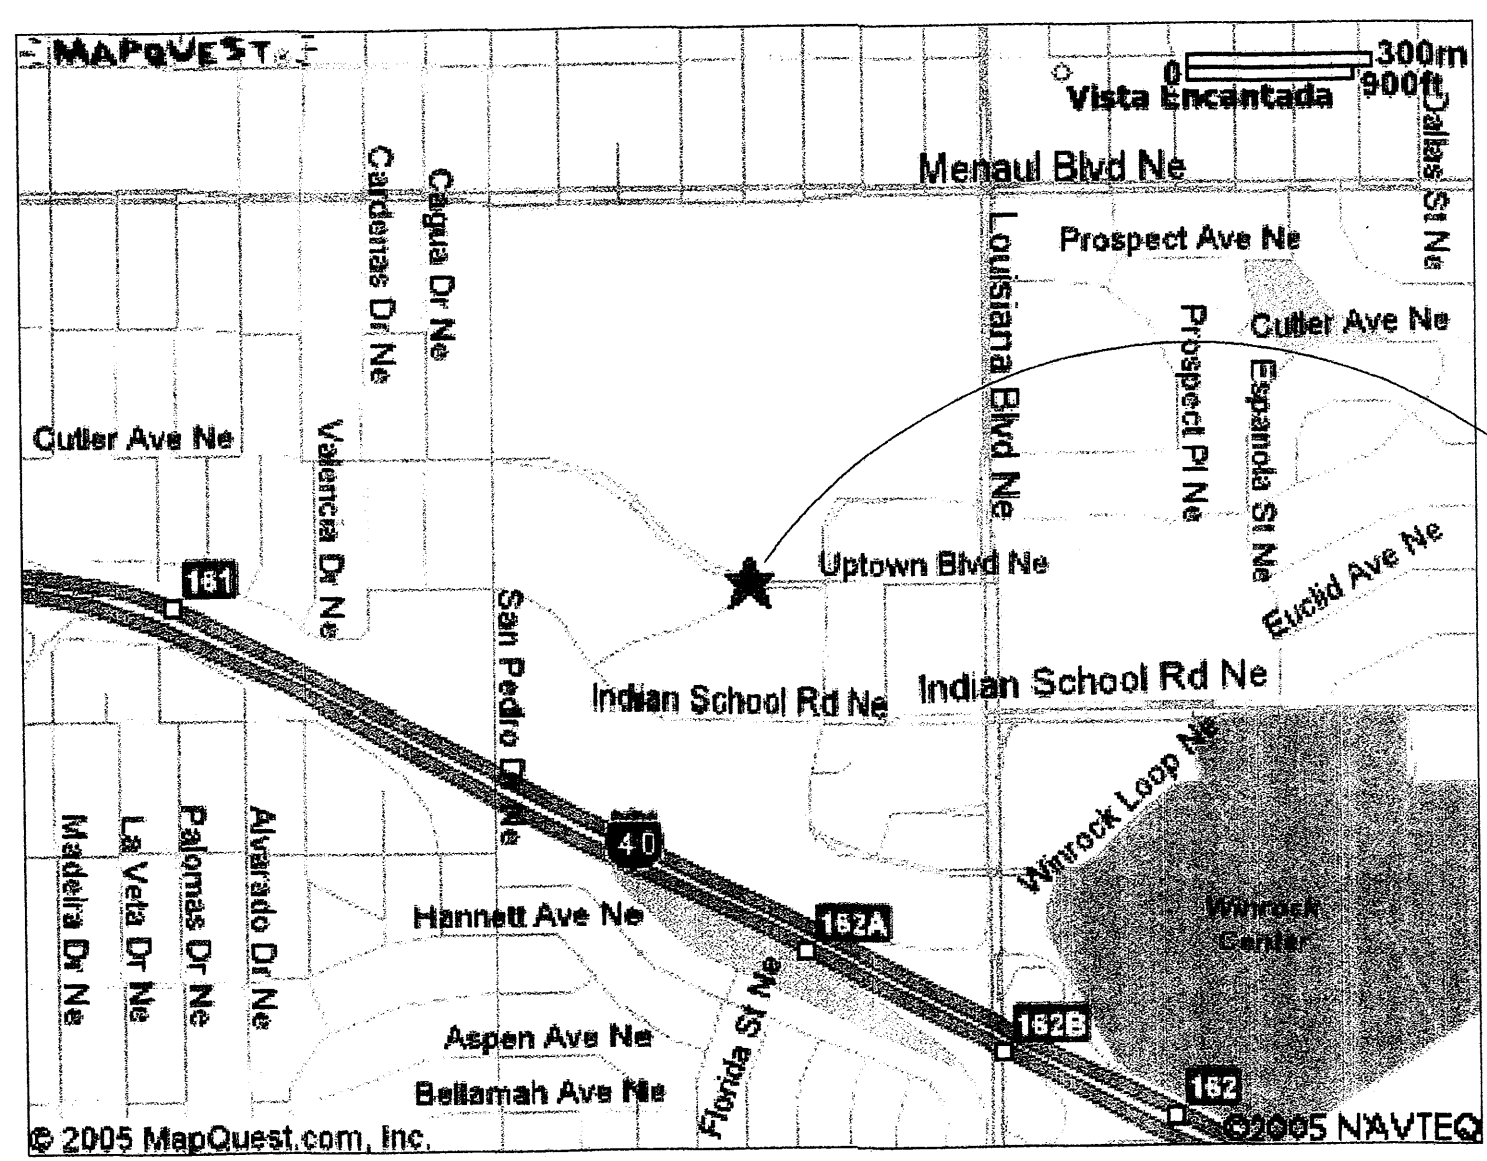 MAPQUEST
300m
0
900ft
Vista Encantada
Dallas St Ne
Menaul Blvd Ne
Cardenas Dr Ne
Cagua Dr Ne
Louisiana Blvd Ne
Prospect Ave Ne
Prospect Pl Ne
Cutler Ave Ne
Espanola St Ne
Cutler Ave Ne
Valencia Dr Ne
161
Uptown Blvd Ne
Euclid Ave Ne
San Pedro Dr Ne
Indian School Rd Ne
Indian School Rd Ne
Winrock Loop Ne
Madeira Dr Ne
La Veta Dr Ne
Palomas Dr Ne
Alvarado Dr Ne
40
Hannett Ave Ne
162A
Winrock
Center
Florida St Ne
162B
Aspen Ave Ne
Bellamah Ave Ne
162
© 2005 MapQuest.com, Inc.
©2005 NAVTEQ